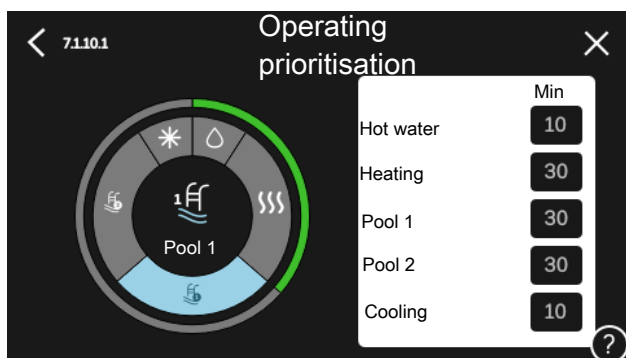 7.1.10.1
Operating
prioritisation
Min
Hot water 10
Heating 30
Pool 1 30
Pool 2 30
Cooling 10
1
Pool 1
?